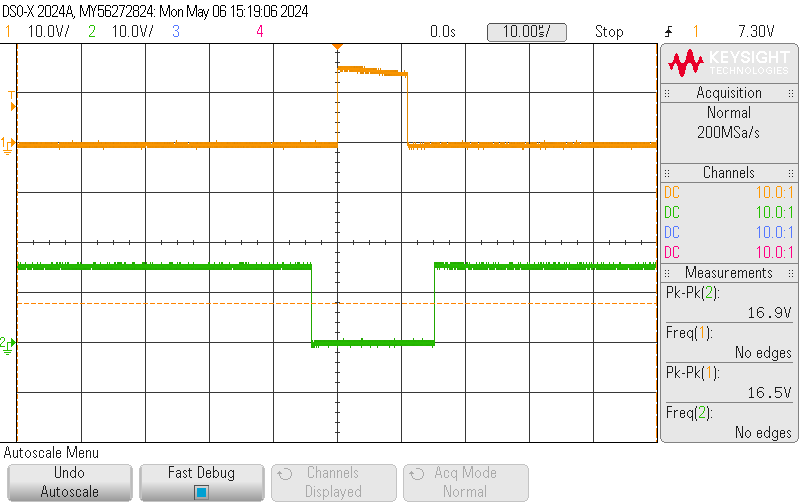 DSO-X 2024A, MY56272824: Mon May 06 15:19:06 2024
1 10.0V/ 2 10.0V/ 3 4 0.0s 10.00㎲/ Stop 1 7.30V
KEYSIGHT
TECHNOLOGIES
Acquisition
Normal
200MSa/s
Channels
DC 10.0:1
DC 10.0:1
DC 10.0:1
DC 10.0:1
Measurements
Pk-Pk(2):
16.9V
Freq(1):
No edges
Pk-Pk(1):
16.5V
Freq(2):
No edges
T
1
2
Autoscale Menu
Undo
Autoscale
Fast Debug
Channels
Displayed
Acq Mode
Normal